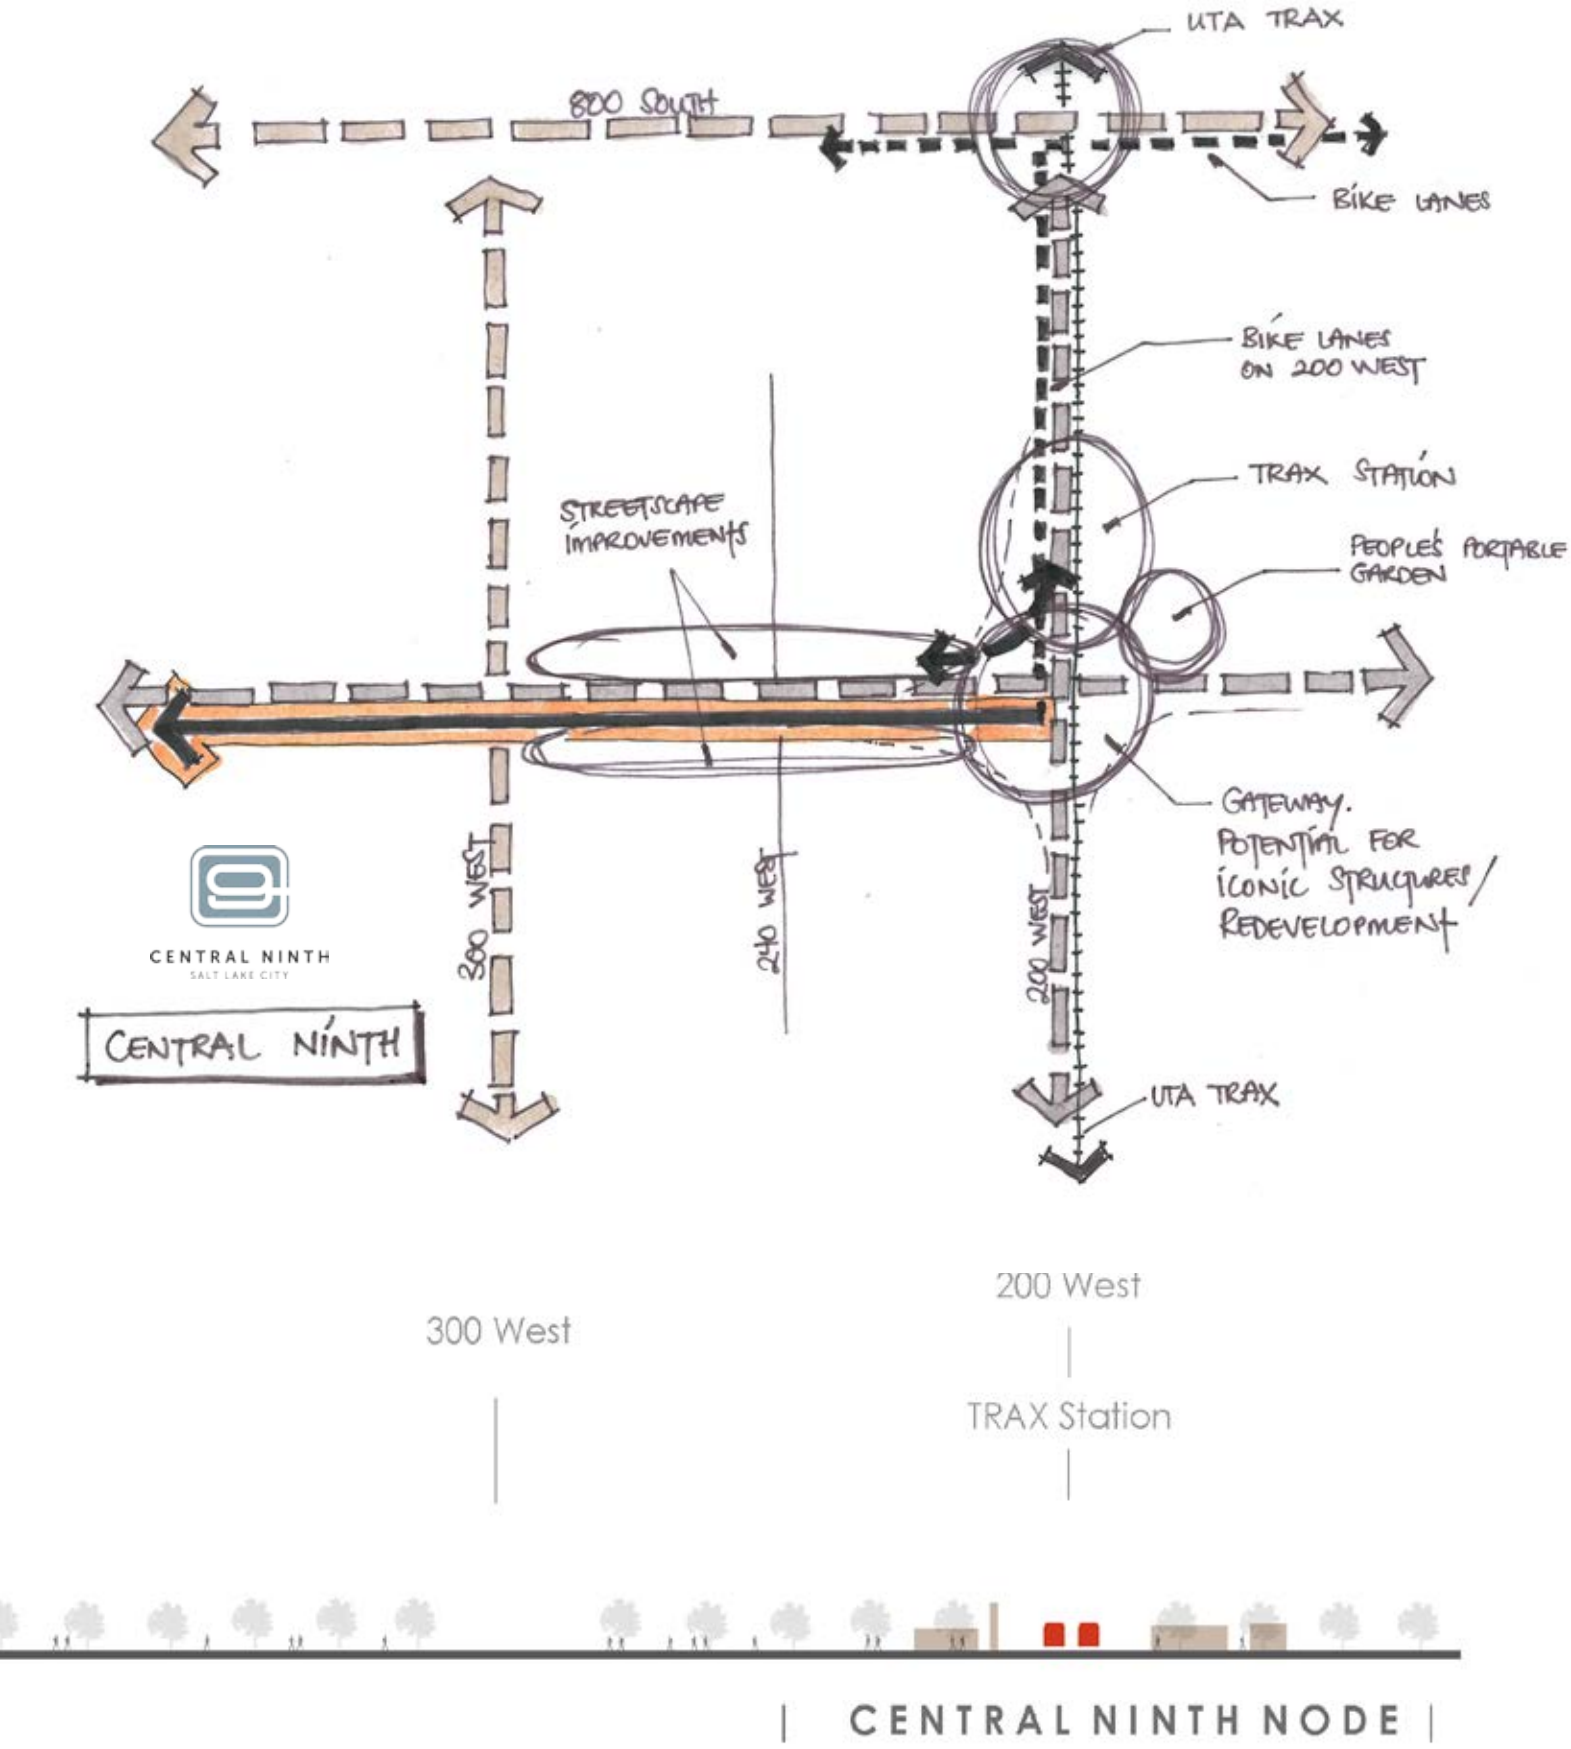 UTA TRAX
800 SOUTH
BIKE LANES
BIKE LANES
ON 200 WEST
TRAX STATION
STREETSCAPE
IMPROVEMENTS
PEOPLE'S PORTABLE
GARDEN
GATEWAY.
POTENTIAL FOR
ICONIC STRUCTURES/
REDEVELOPMENT
300 WEST
240 WEST
200 WEST
9
CENTRAL NINTH
SALT LAKE CITY
CENTRAL NINTH
UTA TRAX
200 West
300 West
TRAX Station
| CENTRAL NINTH NODE |